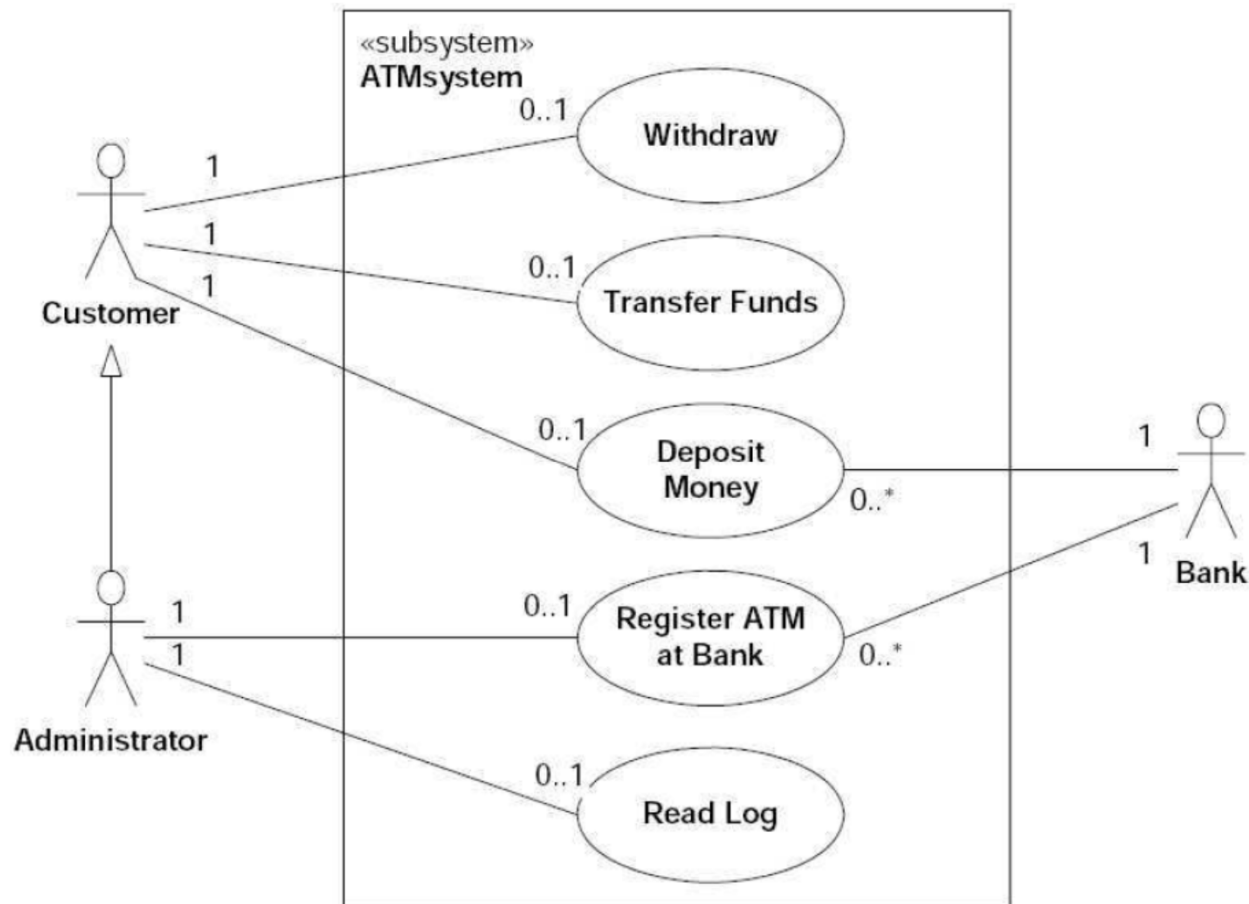 «subsystem»
ATMsystem
0..1
Withdraw
1
1
0..1
Transfer Funds
1
Customer
0..1
Deposit
Money
1
0..*
1
Bank
1
0..1
Register ATM
at Bank
1
0..*
Administrator
0..1
Read Log